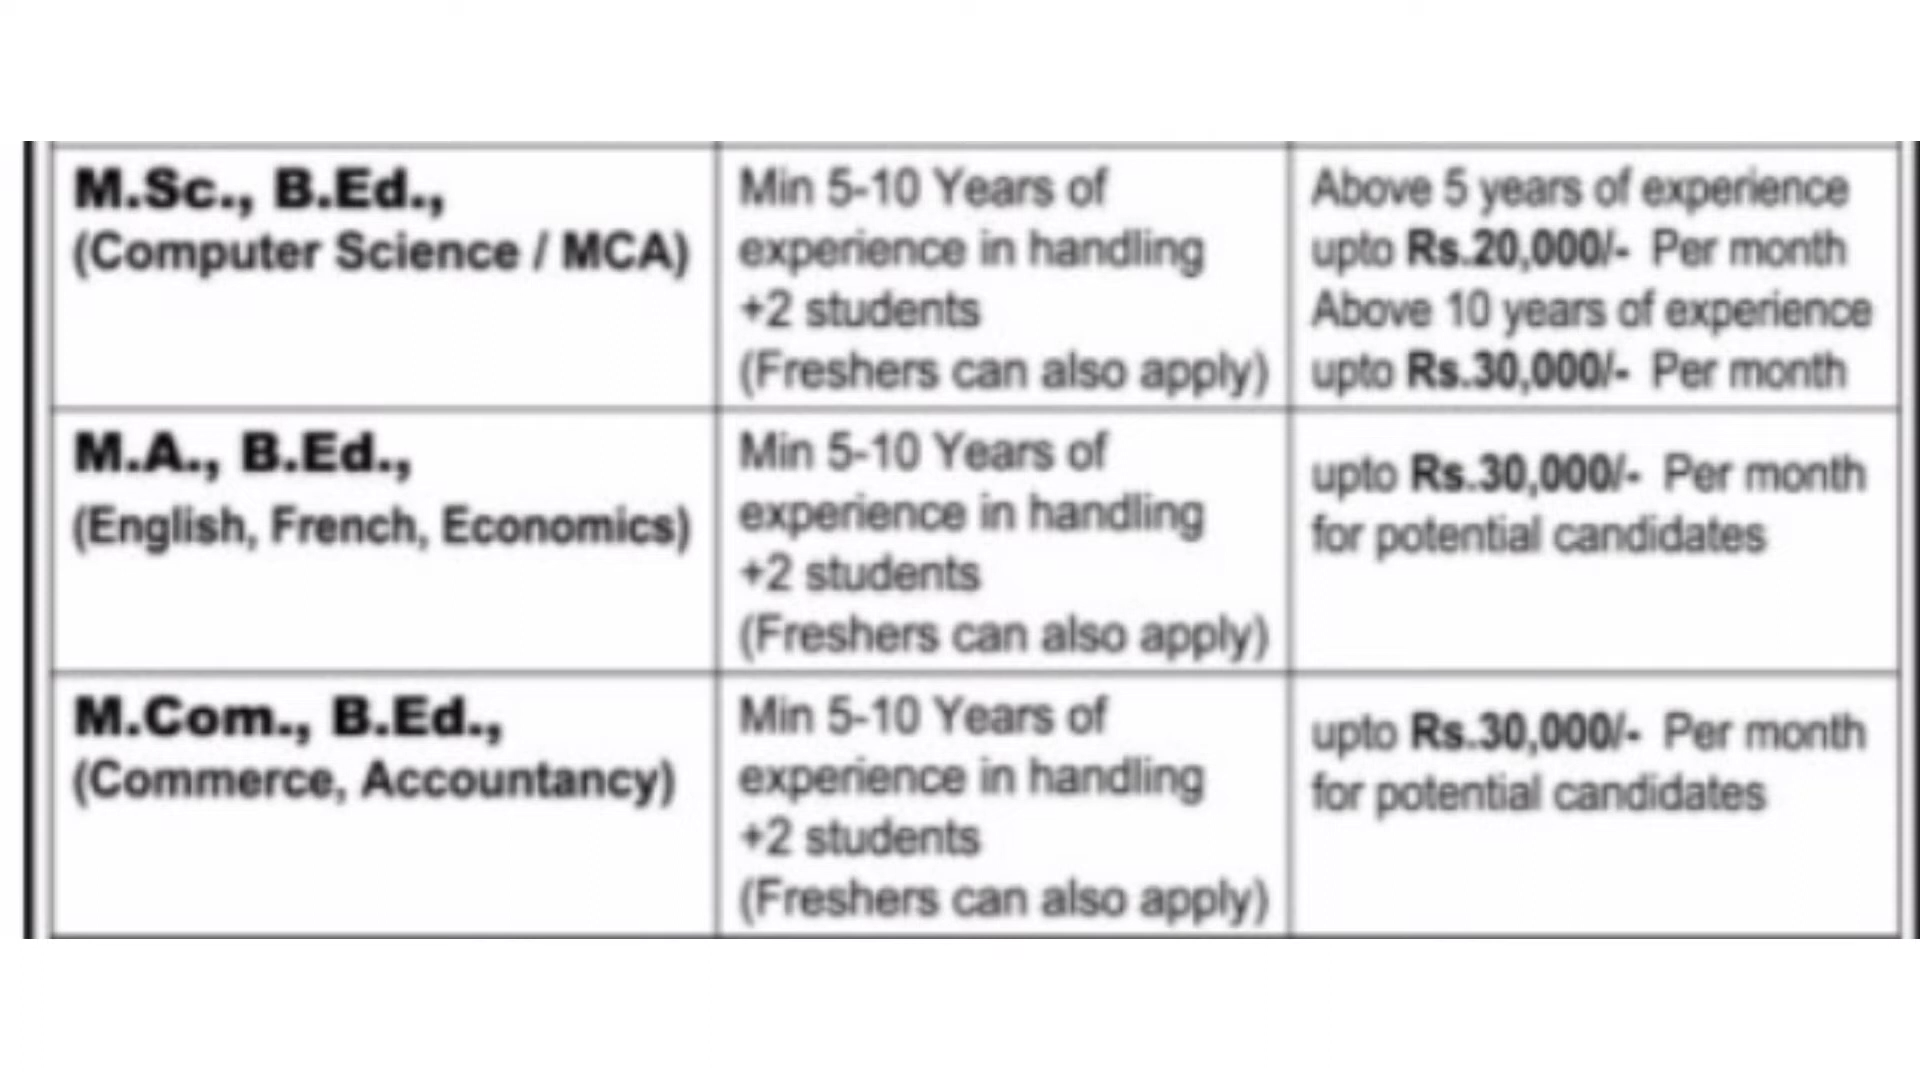 M.Sc., B.Ed.,
(Computer Science / MCA)
Min 5-10 Years of
experience in handling
+2 students
(Freshers can also apply)
Above 5 years of experience
upto Rs.20,000/- Per month
Above 10 years of experience
upto Rs.30,000/- Per month
M.A., B.Ed.,
(English, French, Economics)
Min 5-10 Years of
experience in handling
+2 students
(Freshers can also apply)
upto Rs.30,000/- Per month
for potential candidates
M.Com., B.Ed.,
(Commerce, Accountancy)
Min 5-10 Years of
experience in handling
+2 students
(Freshers can also apply)
upto Rs.30,000/- Per month
for potential candidates